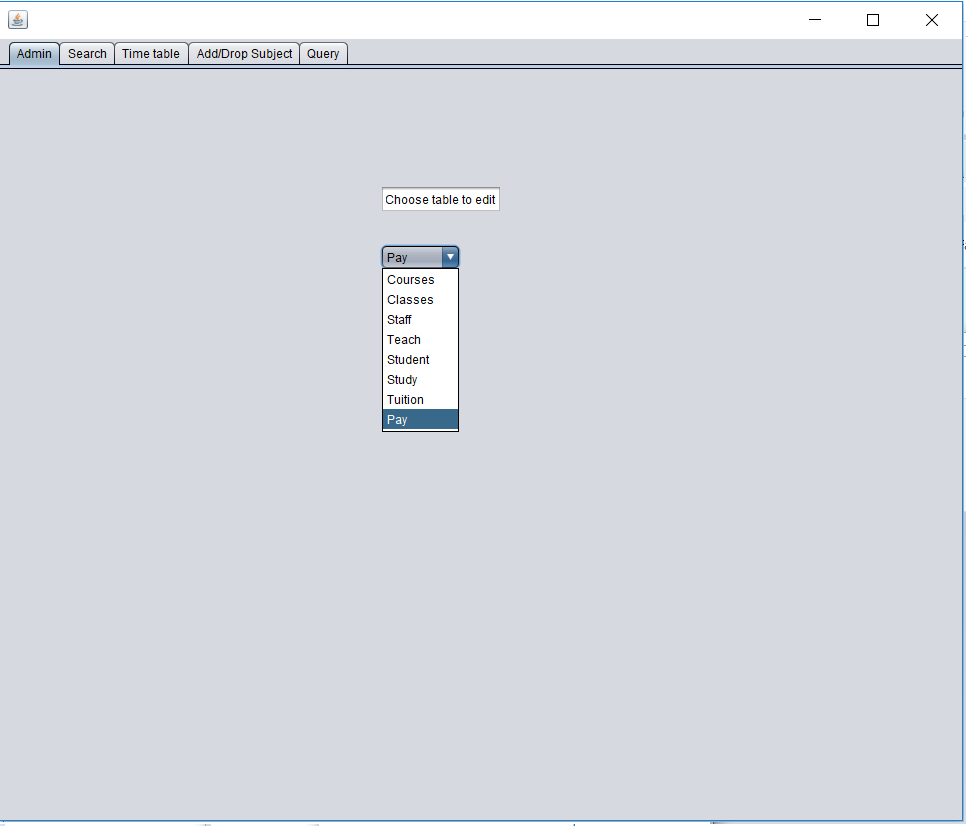 Admin Search Time table Add/Drop Subject Query
Choose table to edit
Pay
Courses
Classes
Staff
Teach
Student
Study
Tuition
Pay